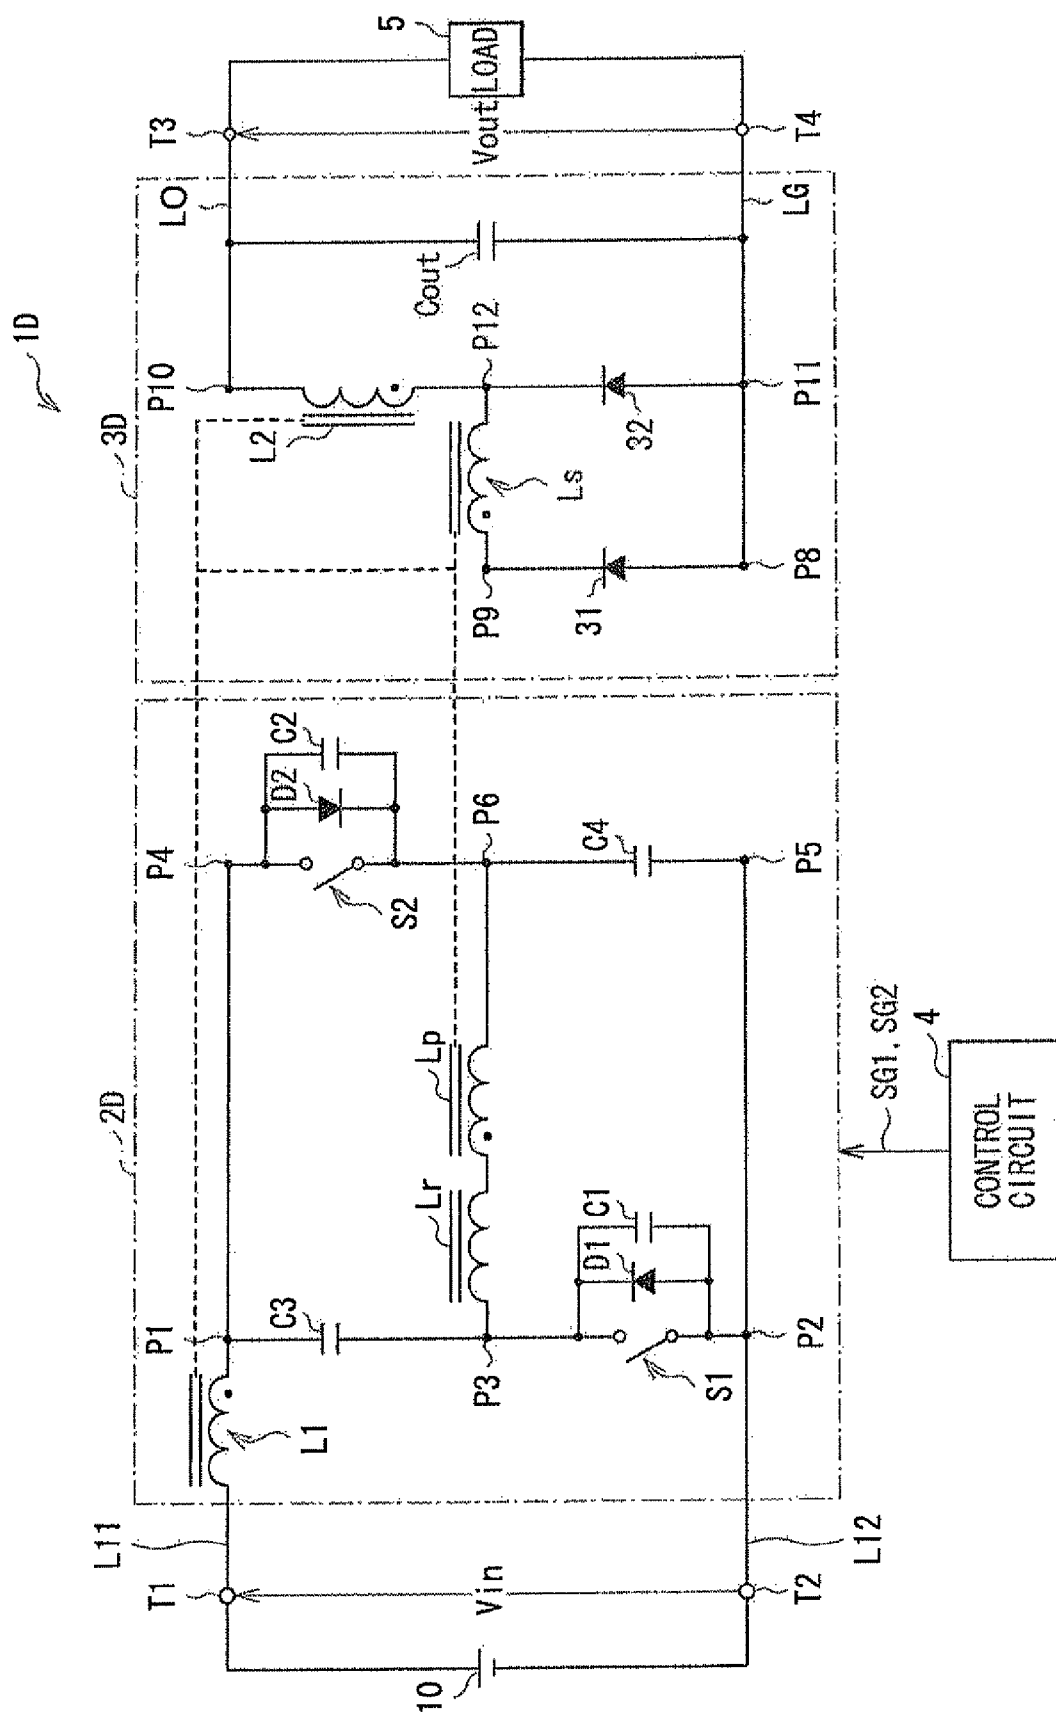 1D
2D
3D
L11
T1
P1
P4
P10
LO
T3
L1
C3
D2
C2
S2
L2
Vin
10
P3
Lr
Lp
P6
P9
Ls
P12
Cout
Vout
LOAD
5
S1
D1
C1
C4
31
32
L12
T2
P2
P5
P8
P11
LG
T4
SG1, SG2
4
CONTROL
CIRCUIT